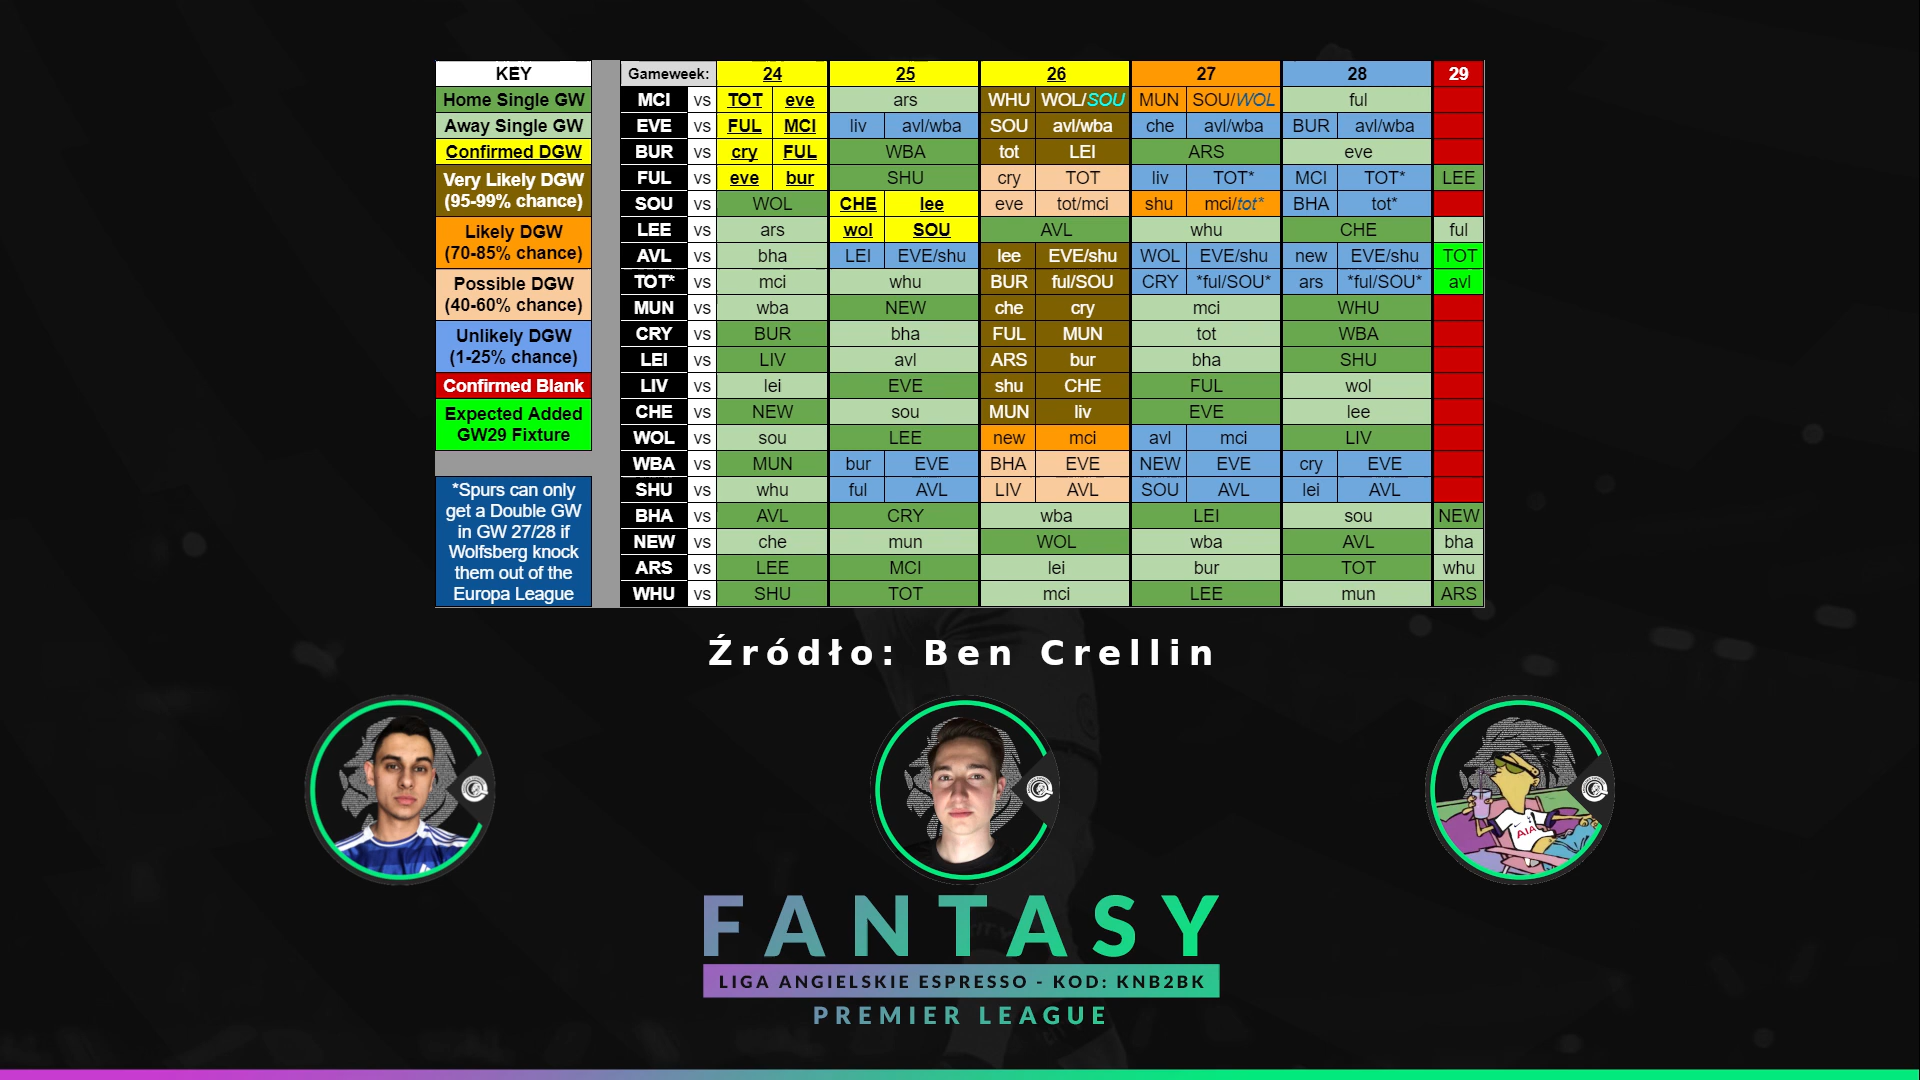 KEY
Home Single GW
Away Single GW
Confirmed DGW
Very Likely DGW
(95-99% chance)
Likely DGW
(70-85% chance)
Possible DGW
(40-60% chance)
Unlikely DGW
(1-25% chance)
Confirmed Blank
Expected Added
GW29 Fixture
*Spurs can only
get a Double GW
in GW 27/28 if
Wolfsberg knock
them out of the
Europa League
Gameweek: 24 25 26 27 28 29
MCI vs TOT eve ars WHU WOL/SOU MUN SOU/WOL ful
EVE vs FUL MCI liv avl/wba SOU avl/wba che avl/wba BUR avl/wba
BUR vs cry FUL WBA tot LEI ARS eve
FUL vs eve bur SHU cry TOT liv TOT* MCI TOT* LEE
SOU vs WOL CHE lee eve tot/mci shu mci/tot* BHA tot*
LEE vs ars wol SOU AVL whu CHE ful
AVL vs bha LEI EVE/shu lee EVE/shu WOL EVE/shu new EVE/shu TOT
TOT* vs mci whu BUR ful/SOU CRY *ful/SOU* ars *ful/SOU* avl
MUN vs wba NEW che cry mci WHU
CRY vs BUR bha FUL MUN tot WBA
LEI vs LIV avl ARS bur bha SHU
LIV vs lei EVE shu CHE FUL wol
CHE vs NEW sou MUN liv EVE lee
WOL vs sou LEE new mci avl mci LIV
WBA vs MUN bur EVE BHA EVE NEW EVE cry EVE
SHU vs whu ful AVL LIV AVL SOU AVL lei AVL
BHA vs AVL CRY wba LEI sou NEW
NEW vs che mun WOL wba AVL bha
ARS vs LEE MCI lei bur TOT whu
WHU vs SHU TOT mci LEE mun ARS
Źródło: Ben Crellin
AIA
FANTASY
LIGA ANGIELSKIE ESPRESSO - KOD: KNB2BK
PREMIER LEAGUE